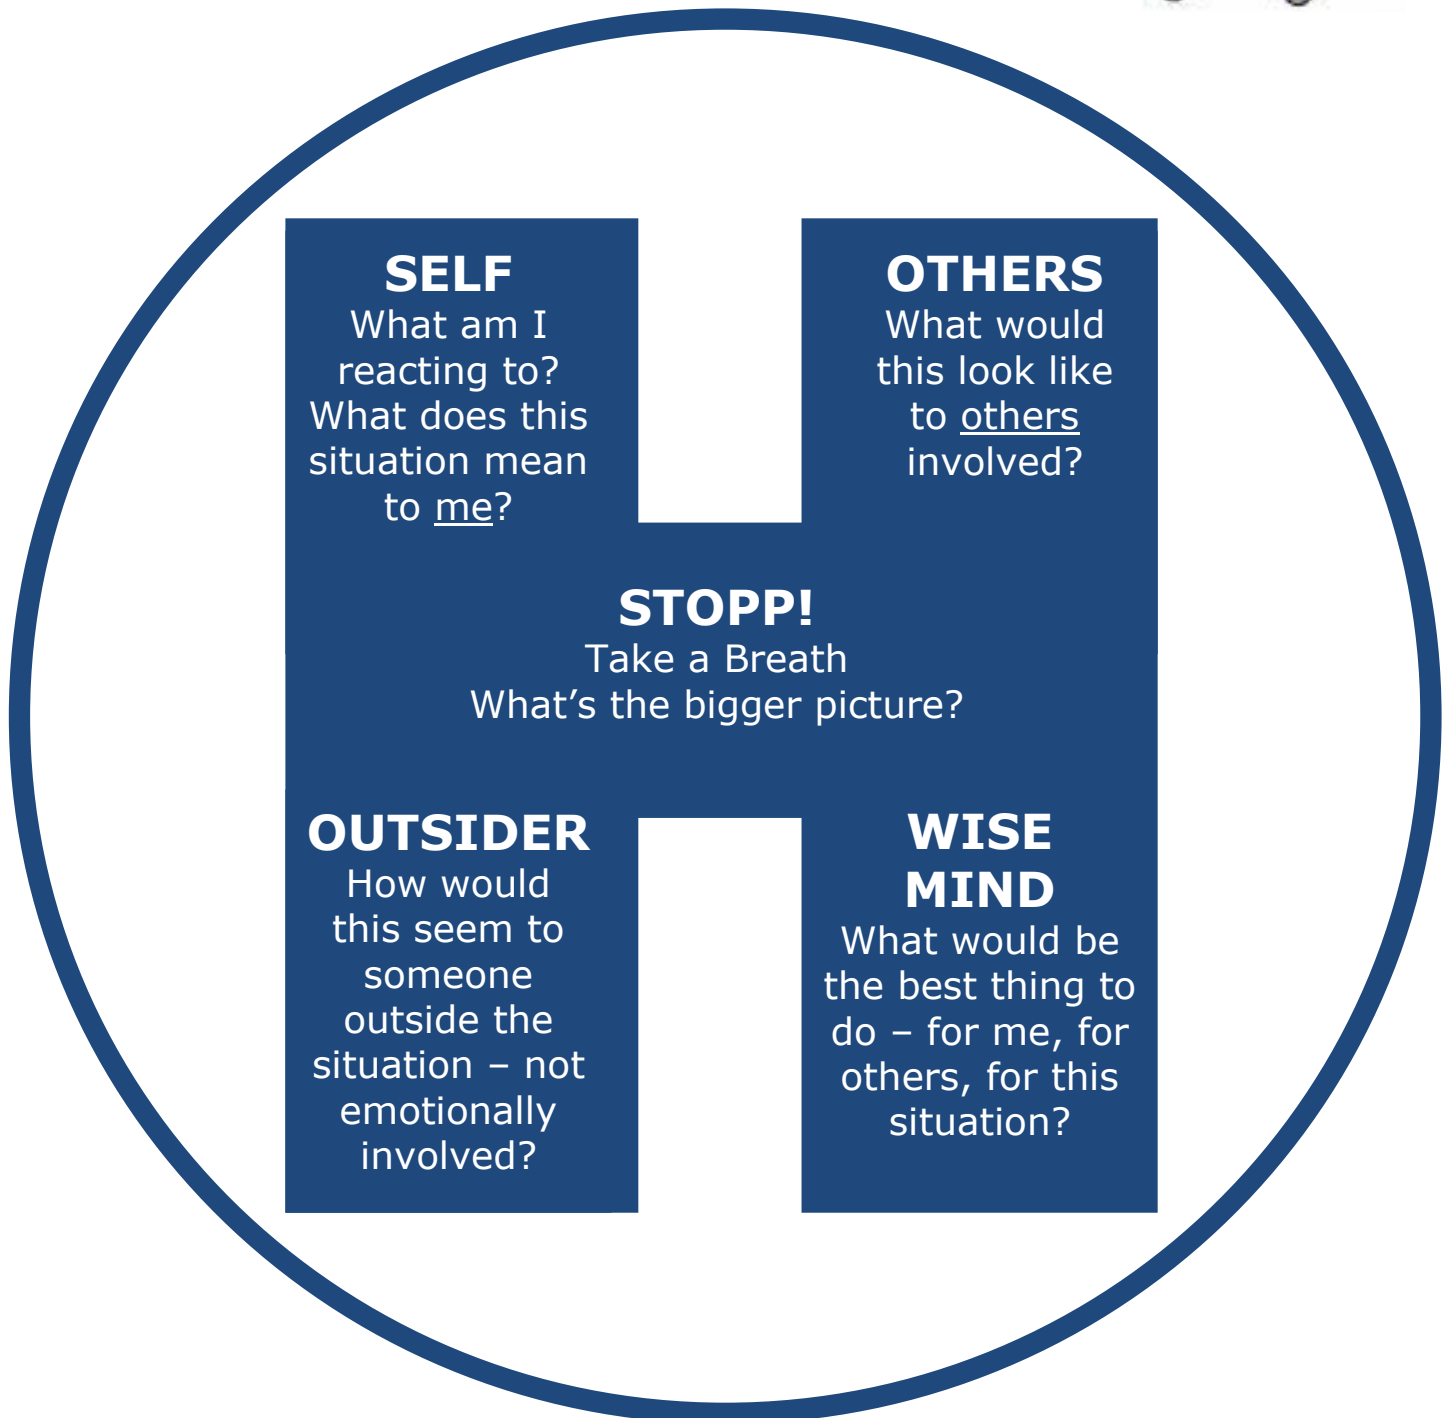 SELF
What am I
reacting to?
What does this
situation mean
to me?
OTHERS
What would
this look like
to others
involved?
STOPP!
Take a Breath
What’s the bigger picture?
OUTSIDER
How would
this seem to
someone
outside the
situation – not
emotionally
involved?
WISE
MIND
What would be
the best thing to
do – for me, for
others, for this
situation?